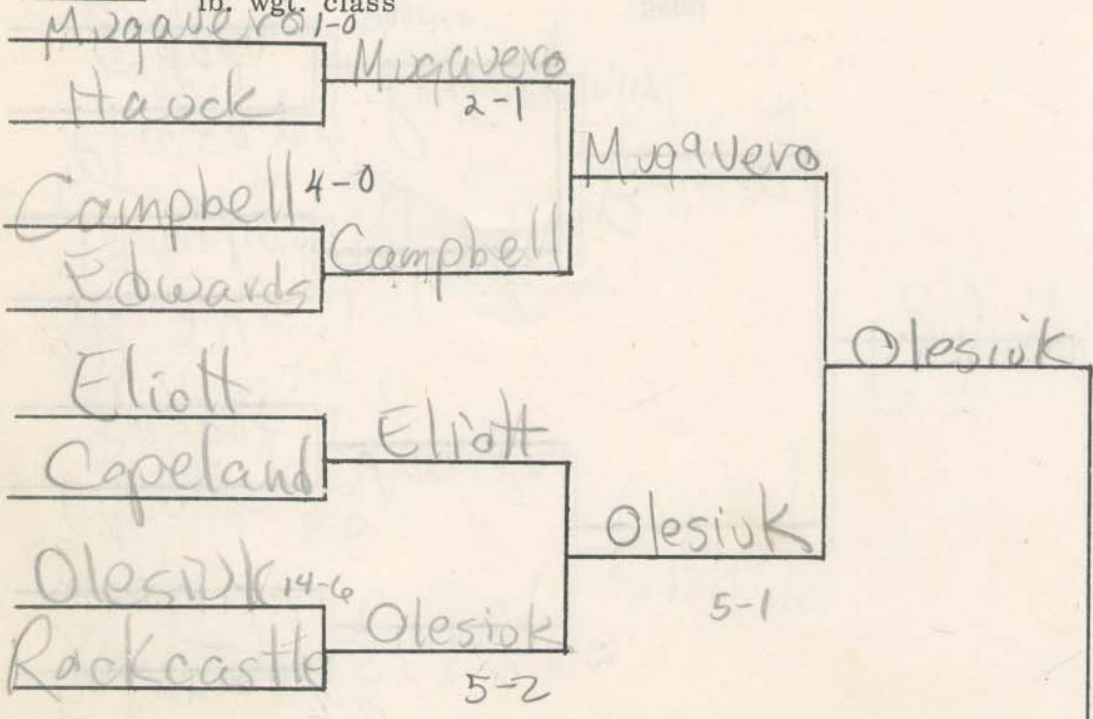 lb. wgt. class
Mugavero 1-0
Hauck
Campbell 4-0
Edwards
Eliott
Copeland
Olesiuk 14-6
Rockcastle
Mugavero
2-1
Campbell
Eliott
Olesiuk
5-2
Mugavero
Olesiuk
5-1
Olesiuk